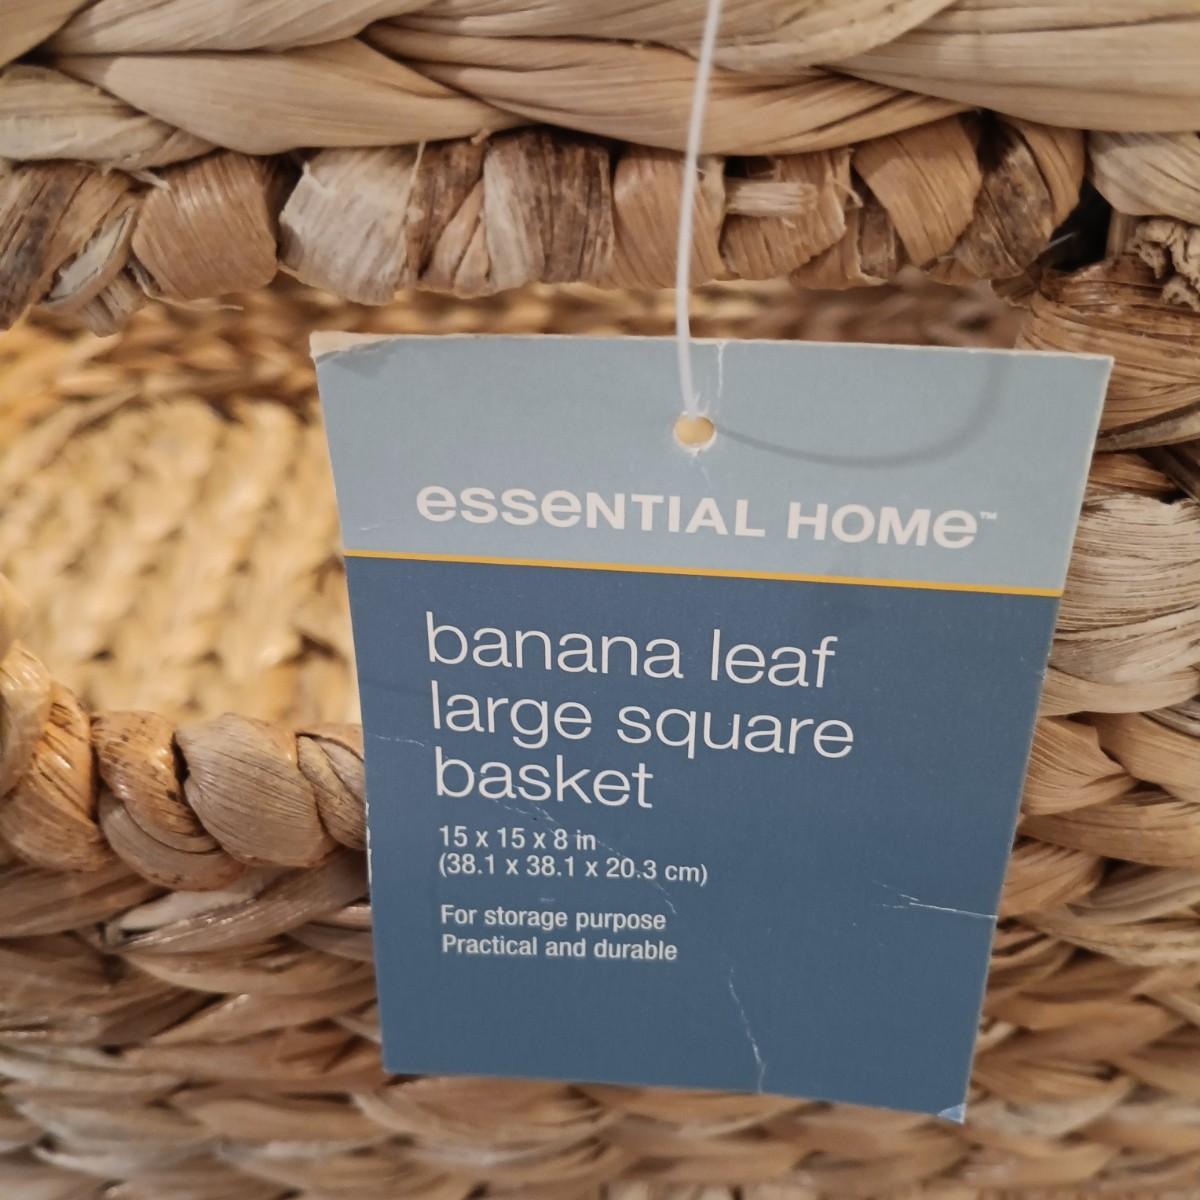 essential home™
banana leaf
large square
basket
15 x 15 x 8 in
(38.1 x 38.1 x 20.3 cm)
For storage purpose
Practical and durable